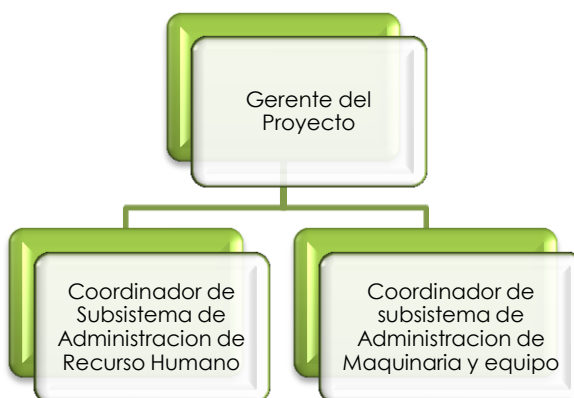 Gerente del
Proyecto
Coordinador de
Subsistema de
Administracion de
Recurso Humano
Coordinador de
subsistema de
Administracion de
Maquinaria y equipo